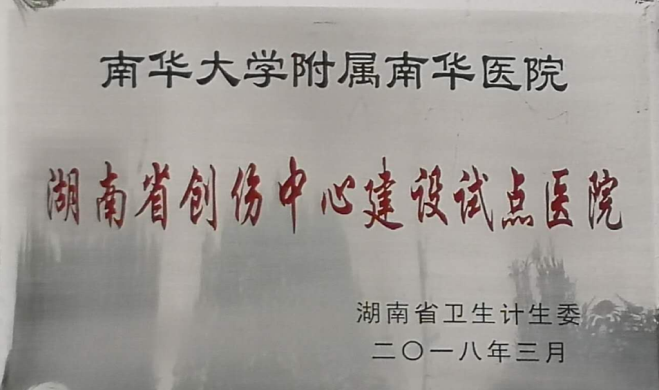 南华大学附属南华医院
湖南省创伤中心建设试点医院
湖南省卫生计生委
二〇一八年三月